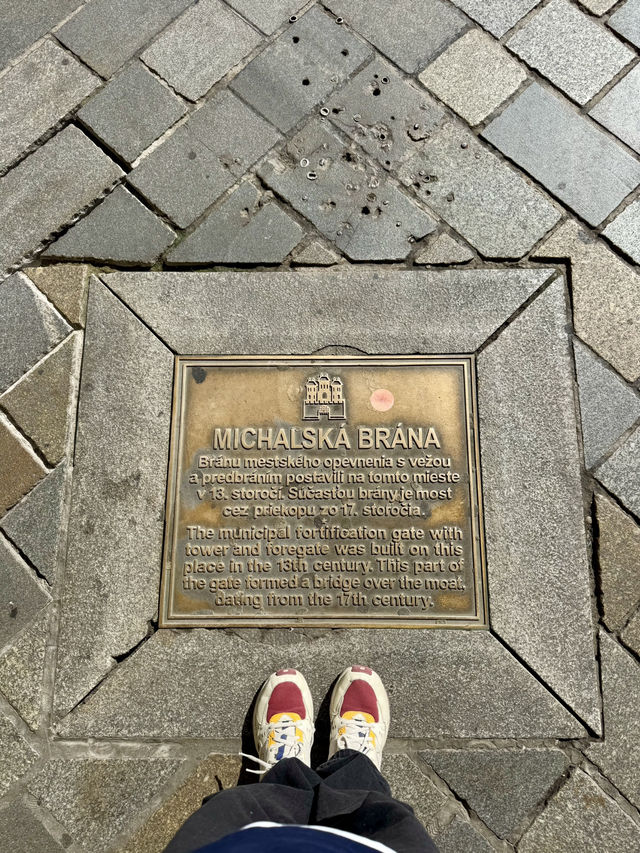 MICHALSKÁ BRÁNA
Bránu mestského opevnenia s vežou
a predbráním postavili na tomto mieste
v 13. storočí. Súčasťou brány je most
cez priekopu zo 17. storočia.
The municipal fortification gate with
tower and foregate was built on this
place in the 13th century. This part of
the gate formed a bridge over the moat,
dating from the 17th century.